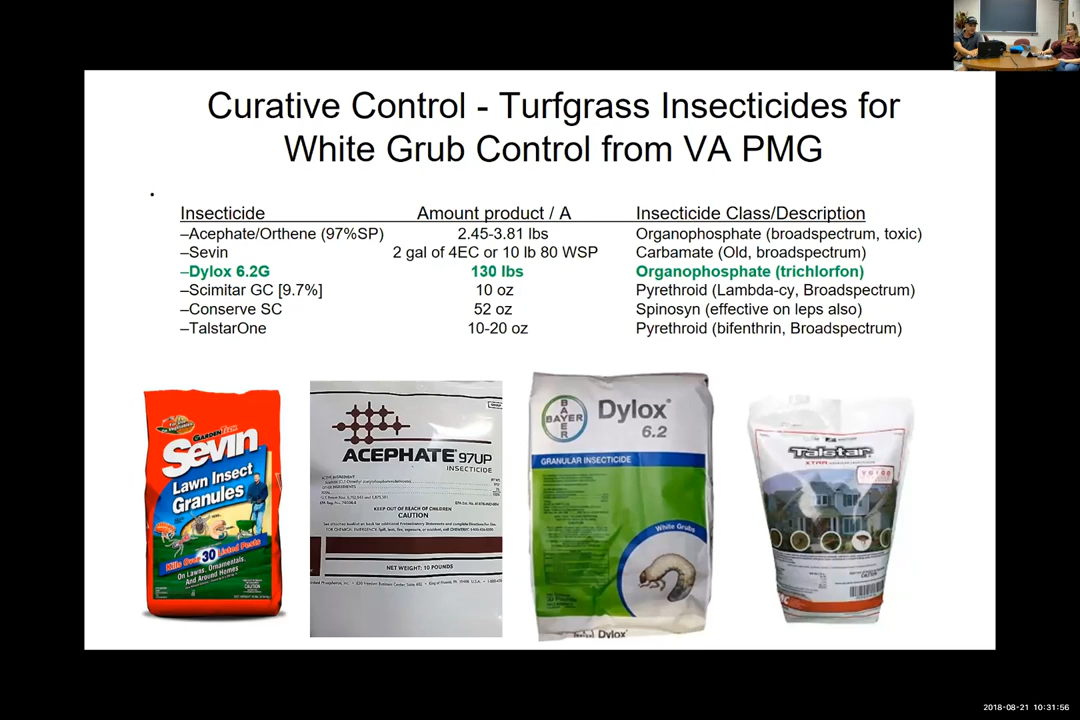 Curative Control - Turfgrass Insecticides for
White Grub Control from VA PMG
Insecticide Amount product / A Insecticide Class/Description
–Acephate/Orthene (97%SP) 2.45-3.81 lbs Organophosphate (broadspectrum, toxic)
–Sevin 2 gal of 4EC or 10 lb 80 WSP Carbamate (Old, broadspectrum)
–Dylox 6.2G 130 lbs Organophosphate (trichlorfon)
–Scimitar GC [9.7%] 10 oz Pyrethroid (Lambda-cy, Broadspectrum)
–Conserve SC 52 oz Spinosyn (effective on leps also)
–TalstarOne 10-20 oz Pyrethroid (bifenthrin, Broadspectrum)
GARDENTECH
Sevin
Lawn Insect
Granules
Kills Over 30 Listed Pests
On Lawns, Ornamentals,
And Around Homes
ACEPHATE 97UP
INSECTICIDE
KEEP OUT OF REACH OF CHILDREN
CAUTION
NET WEIGHT: 10 POUNDS
BAYER
BAYER
Dylox®
6.2
GRANULAR INSECTICIDE
White Grubs
Dylox
Talstar
XTRA
CAUTION
2018-08-21 10:31:56